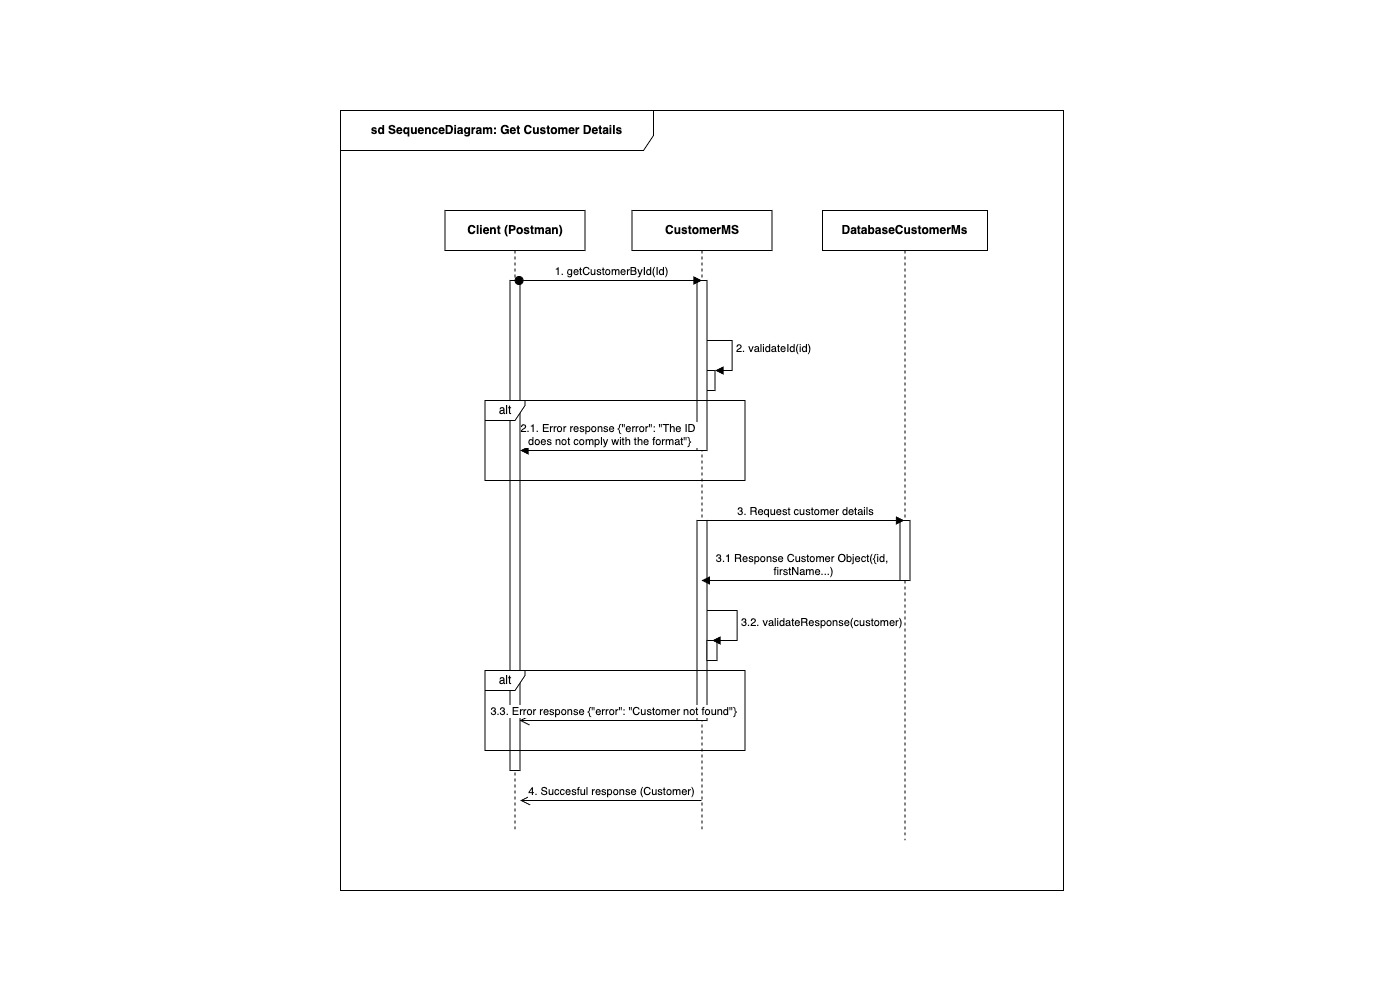 sd SequenceDiagram: Get Customer Details
Client (Postman)
CustomerMS
DatabaseCustomerMs
1. getCustomerById(Id)
2. validateId(id)
alt
2.1. Error response {"error": "The ID
does not comply with the format"}
3. Request customer details
3.1 Response Customer Object({id,
firstName...)
3.2. validateResponse(customer)
alt
3.3. Error response {"error": "Customer not found"}
4. Succesful response (Customer)